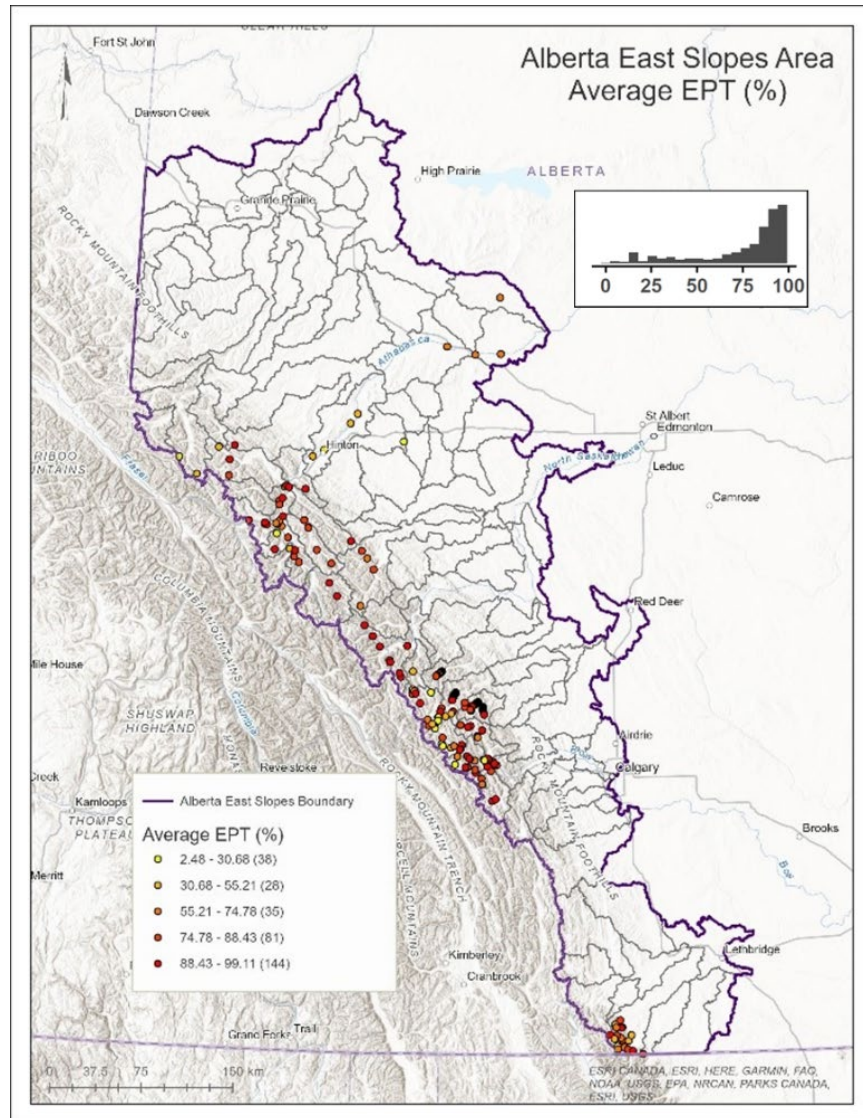 Alberta East Slopes Area
Average EPT (%)
Fort St John
Dawson Creek
High Prairie
ALBERTA
Grande Prairie
ROCKY MOUNTAIN FOOTHILLS
0 25 50 75 100
Athabasca
St Albert
Edmonton
Hinton
North Saskatchewan
Leduc
Fraser
Camrose
COLUMBIA MOUNTAINS
Red Deer
Mile House
Columbia
SHUSWAP
HIGHLAND
Airdrie
Calgary
Creek
Revelstoke
ROCKY MOUNTAIN FOOTHILLS
ROCKY MOUNTAIN TRENCH
Kamloops
Brooks
Bow
Merritt
Alberta East Slopes Boundary
Average EPT (%)
2.48 - 30.68 (38)
30.68 - 55.21 (28)
55.21 - 74.78 (35)
74.78 - 88.43 (81)
88.43 - 99.11 (144)
Lethbridge
Kimberley
Cranbrook
Grand Forks
Trail
0 37.5 75 150 km
ESRI CANADA, ESRI, HERE, GARMIN, FAO,
NOAA, USGS, EPA, NRCAN, PARKS CANADA,
ESRI, USGS